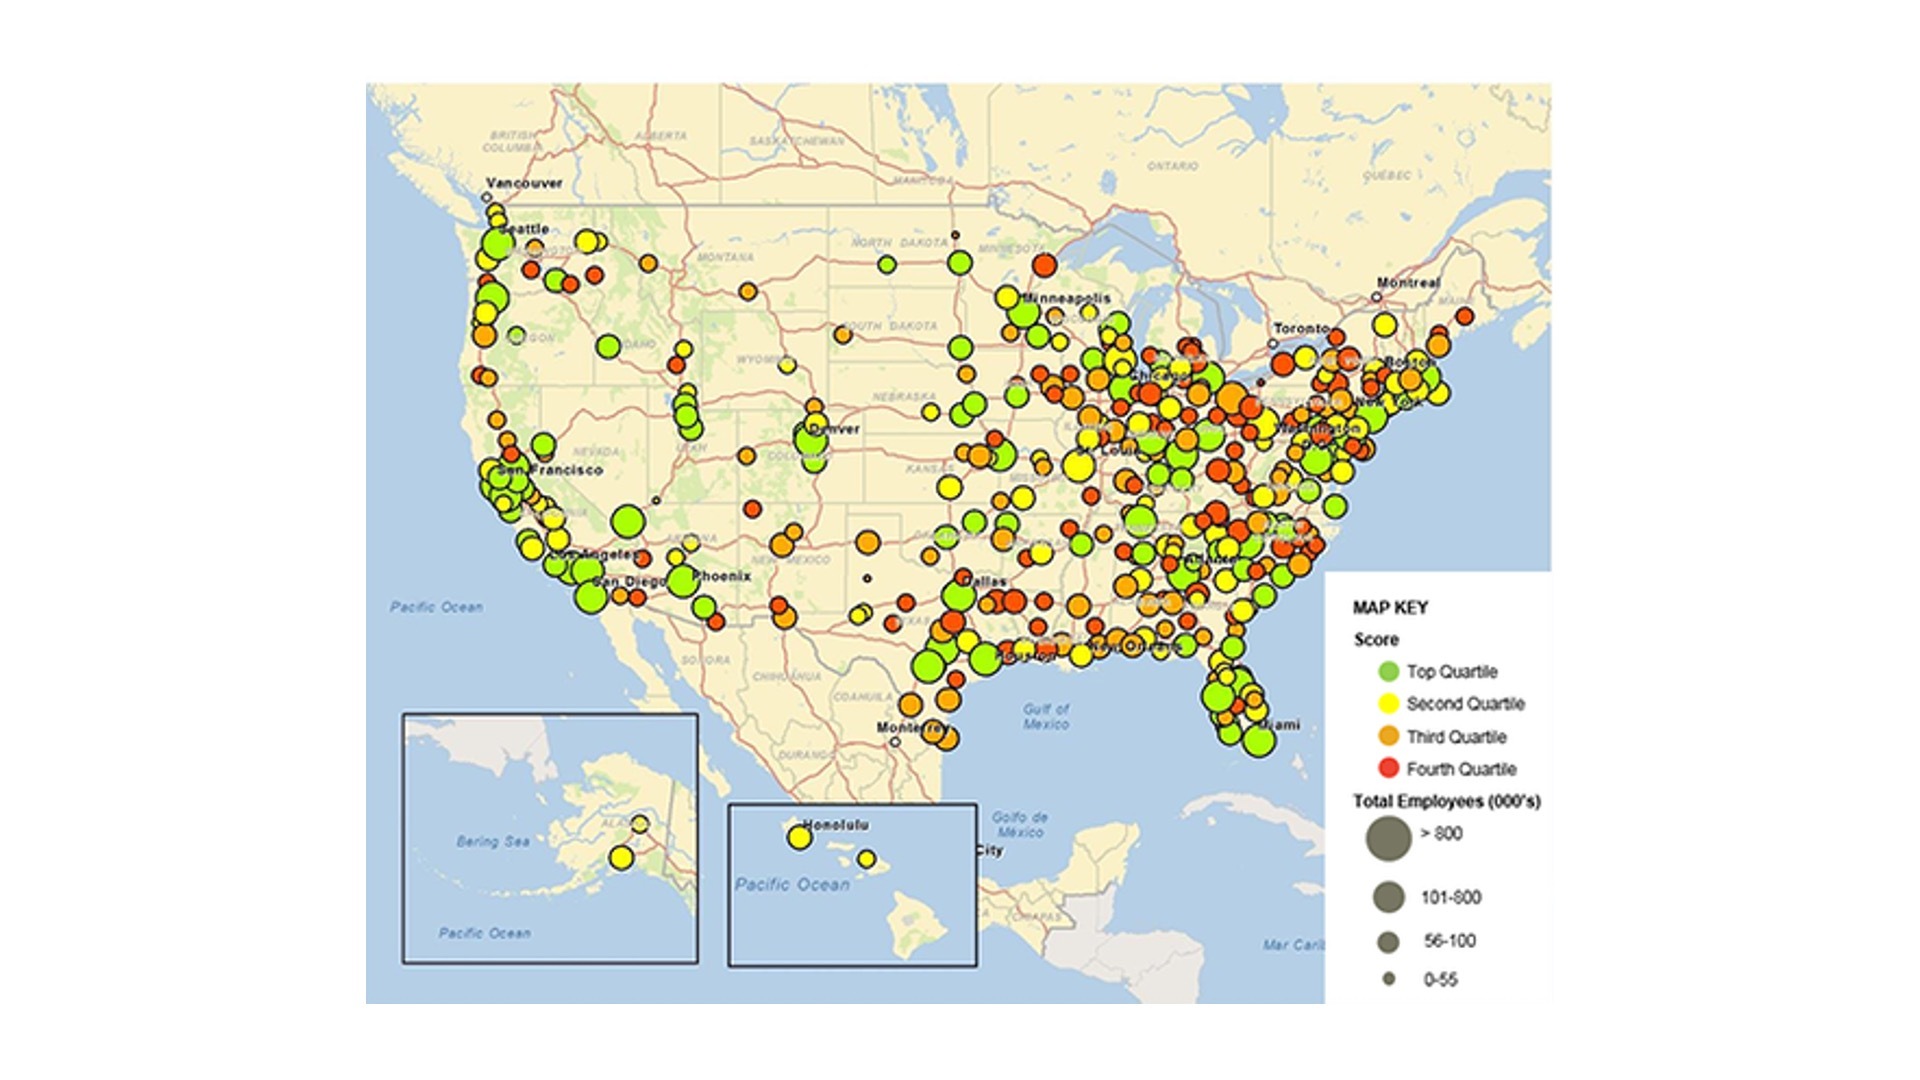 BRITISH
COLUMBIA
ALBERTA
SASKATCHEWAN
MANITOBA
ONTARIO
QUÉBEC
Vancouver
Seattle
MONTANA
NORTH DAKOTA
MINNESOTA
Minneapolis
Montreal
MAINE
Toronto
SOUTH DAKOTA
OREGON
IDAHO
WYOMING
Boston
Chicago
NEBRASKA
New York
Denver
Washington
NEVADA
UTAH
San Francisco
KANSAS
St. Louis
Los Angeles
NEW MEXICO
Atlanta
San Diego
Phoenix
Dallas
TEXAS
Pacific Ocean
SONORA
CHIHUAHUA
COAHUILA
Houston
New Orleans
Gulf of
Mexico
Monterrey
Miami
DURANGO
Bering Sea
Pacific Ocean
Honolulu
Pacific Ocean
Golfo de
México
City
CHIAPAS
Mar Carib
MAP KEY
Score
Top Quartile
Second Quartile
Third Quartile
Fourth Quartile
Total Employees (000's)
> 800
101-800
56-100
0-55